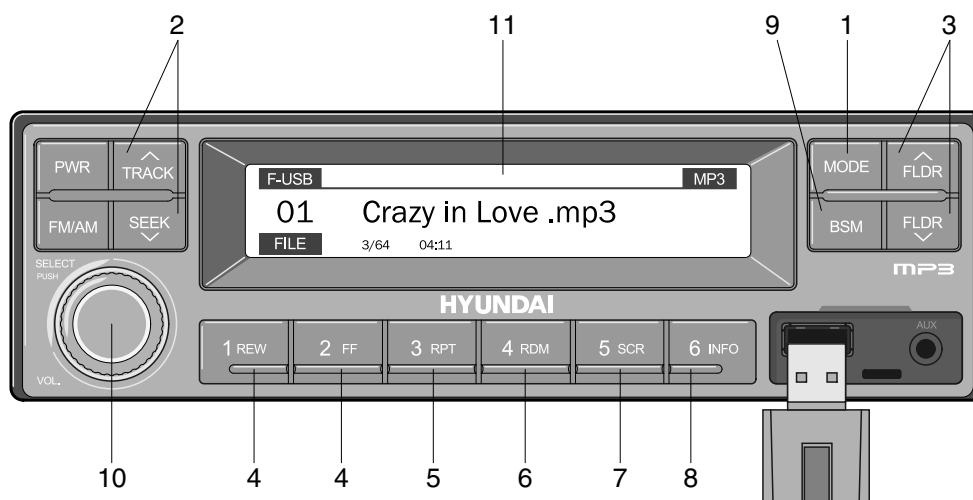 2 11 9 1 3
PWR
TRACK
FM/AM
SEEK
F-USB
MP3
01 Crazy in Love .mp3
FILE 3/64 04:11
MODE
FLDR
BSM
FLDR
MP3
SELECT
PUSH
VOL.
HYUNDAI
1 REW 2 FF 3 RPT 4 RDM 5 SCR 6 INFO
AUX
10 4 4 5 6 7 8